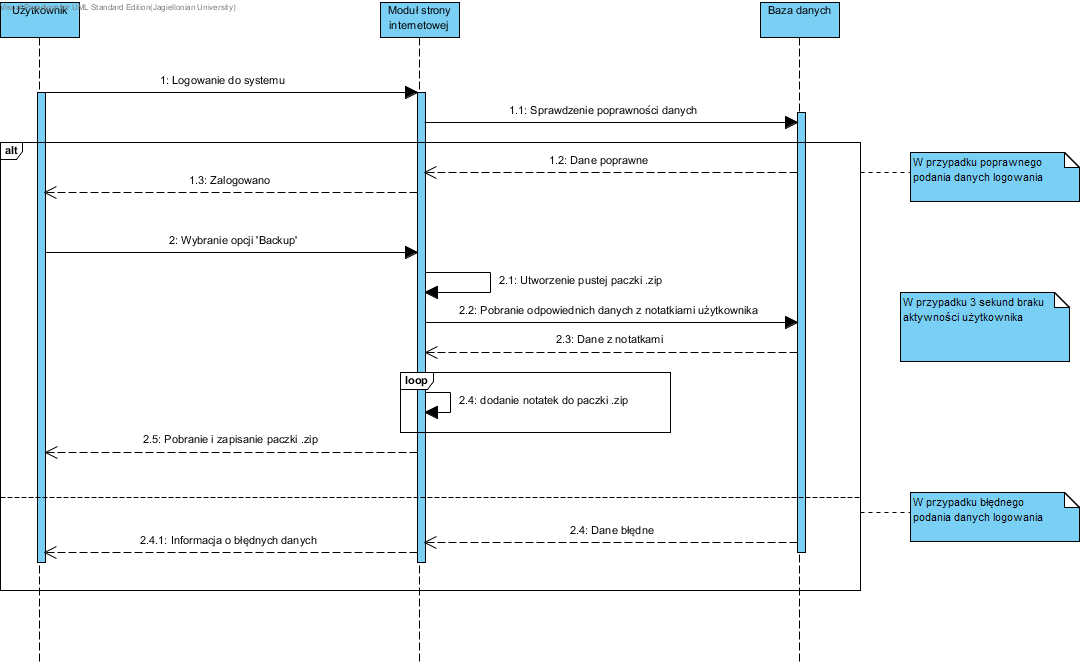 UML Standard Edition(Jagiellonian University)
Użytkownik
Moduł strony
internetowej
Baza danych
1: Logowanie do systemu
1.1: Sprawdzenie poprawności danych
alt
1.2: Dane poprawne
W przypadku poprawnego
podania danych logowania
1.3: Zalogowano
2: Wybranie opcji 'Backup'
2.1: Utworzenie pustej paczki .zip
W przypadku 3 sekund braku
aktywności użytkownika
2.2: Pobranie odpowiednich danych z notatkiami użytkownika
2.3: Dane z notatkami
loop
2.4: dodanie notatek do paczki .zip
2.5: Pobranie i zapisanie paczki .zip
W przypadku błędnego
podania danych logowania
2.4: Dane błędne
2.4.1: Informacja o błędnych danych